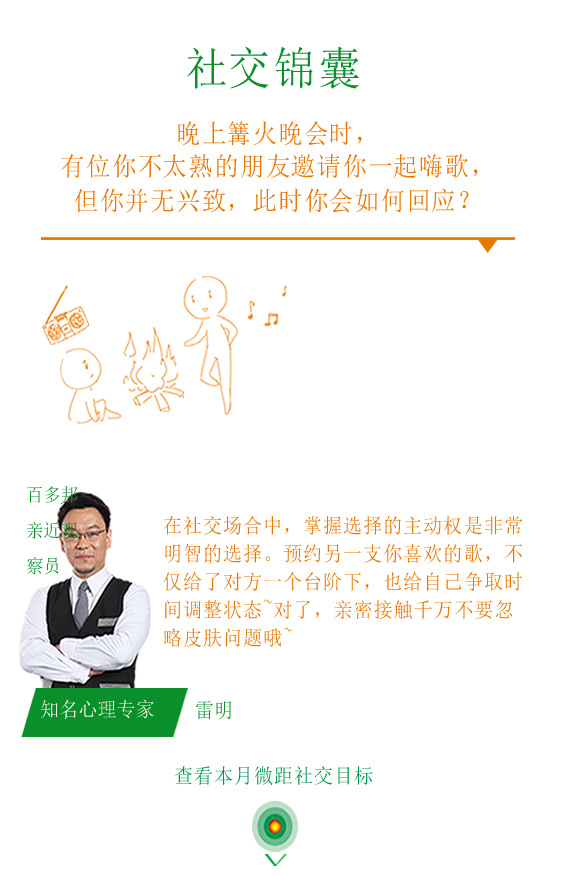 社交锦囊
晚上篝火晚会时，
有位你不太熟的朋友邀请你一起嗨歌，
但你并无兴致，此时你会如何回应？
百多邦
亲近观
察员
在社交场合中，掌握选择的主动权是非常
明智的选择。预约另一支你喜欢的歌，不
仅给了对方一个台阶下，也给自己争取时
间调整状态~对了，亲密接触千万不要忽
略皮肤问题哦~
知名心理专家
雷明
查看本月微距社交目标